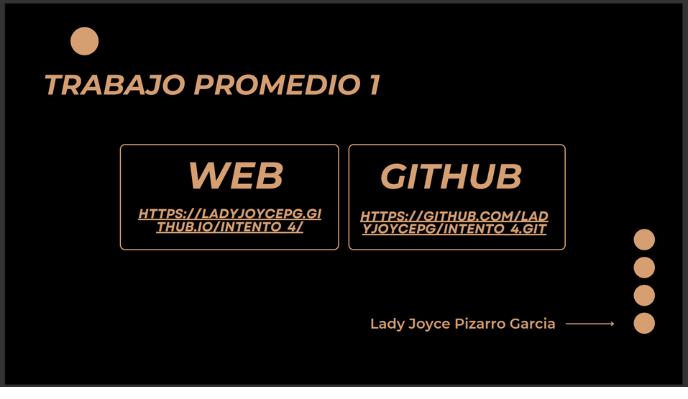 TRABAJO PROMEDIO 1
WEB
HTTPS://LADYJOYCEPG.GI
THUB.IO/INTENTO_4/
GITHUB
HTTPS://GITHUB.COM/LAD
YJOYCEPG/INTENTO_4.GIT
Lady Joyce Pizarro Garcia